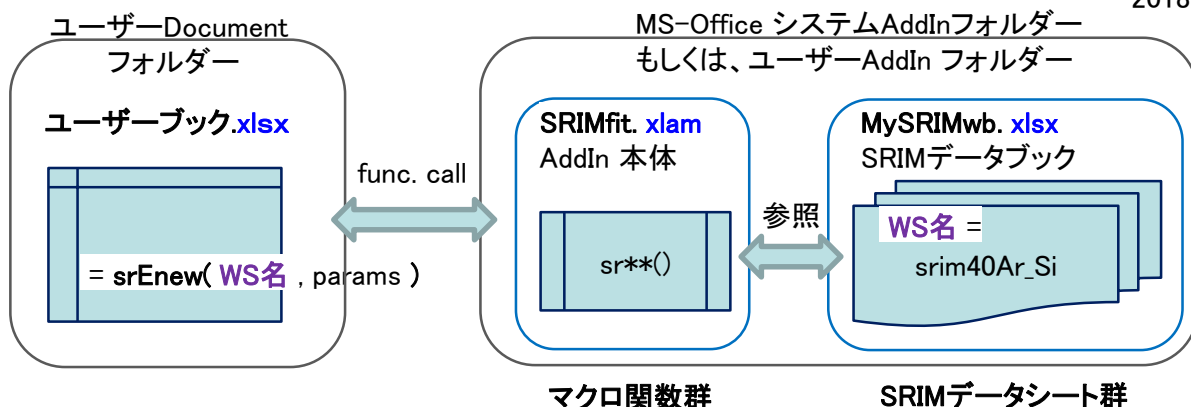 2018
ユーザーDocument
フォルダー
MS-Office システムAddInフォルダー
もしくは、ユーザーAddIn フォルダー
ユーザーブック.xlsx
= srEnew( WS名 , params )
func. call
SRIMfit. xlam
AddIn 本体
sr**()
参照
MySRIMwb. xlsx
SRIMデータブック
WS名 =
srim40Ar_Si
マクロ関数群
SRIMデータシート群